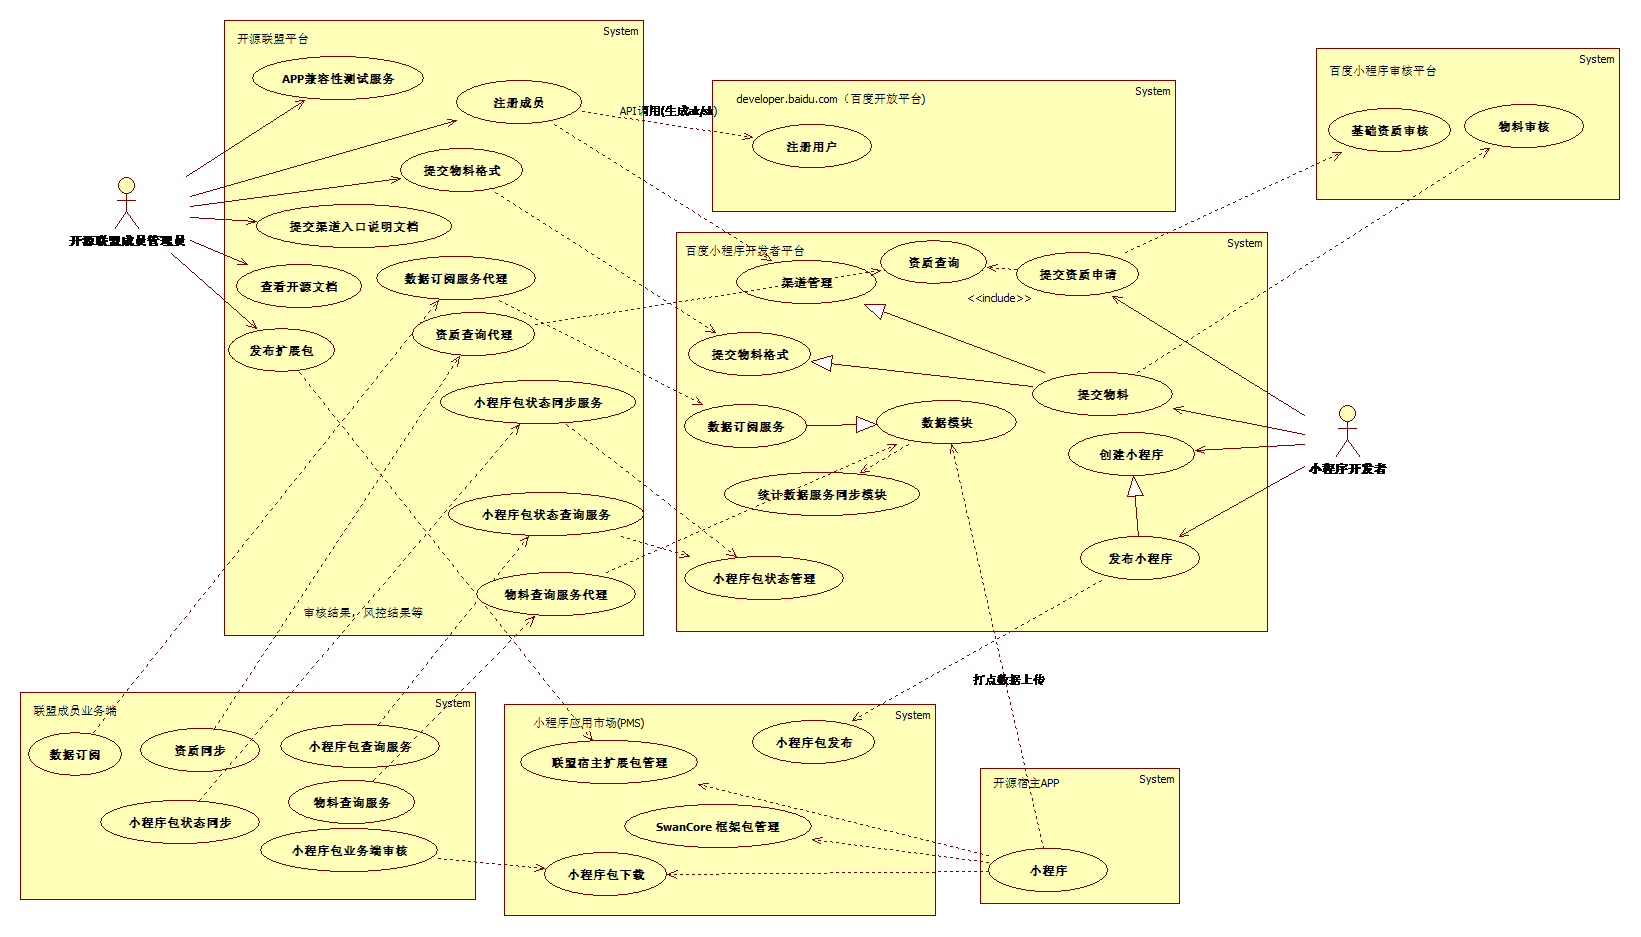 System
开源联盟平台
APP兼容性测试服务
注册成员
提交物料格式
提交渠道入口说明文档
数据订阅服务代理
查看开源文档
资质查询代理
发布扩展包
小程序包状态同步服务
小程序包状态查询服务
物料查询服务代理
审核结果，风控结果等
开源联盟成员管理员
System
developer.baidu.com（百度开放平台)
API调用(生成ak/sk)
注册用户
System
百度小程序审核平台
基础资质审核
物料审核
System
百度小程序开发者平台
资质查询
提交资质申请
渠道管理
<<include>>
提交物料格式
提交物料
数据订阅服务
数据模块
创建小程序
统计数据服务同步模块
发布小程序
小程序包状态管理
小程序开发者
打点数据上传
System
联盟成员业务端
数据订阅
资质同步
小程序包查询服务
物料查询服务
小程序包状态同步
小程序包业务端审核
System
小程序应用市场(PMS)
小程序包发布
联盟宿主扩展包管理
SwanCore 框架包管理
小程序包下载
System
开源宿主APP
小程序